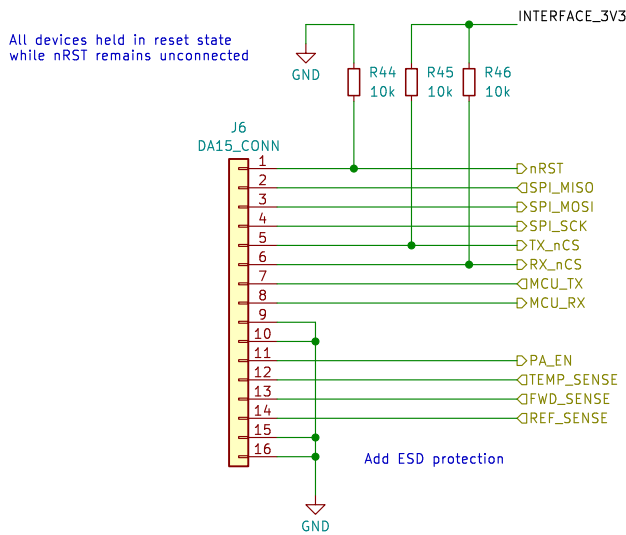 INTERFACE_3V3
All devices held in reset state
while nRST remains unconnected
GND
R44
10k
R45
10k
R46
10k
J6
DA15_CONN
1
nRST
2
SPI_MISO
3
SPI_MOSI
4
SPI_SCK
5
TX_nCS
6
RX_nCS
7
MCU_TX
8
MCU_RX
9
10
11
PA_EN
12
TEMP_SENSE
13
FWD_SENSE
14
REF_SENSE
15
16
Add ESD protection
GND